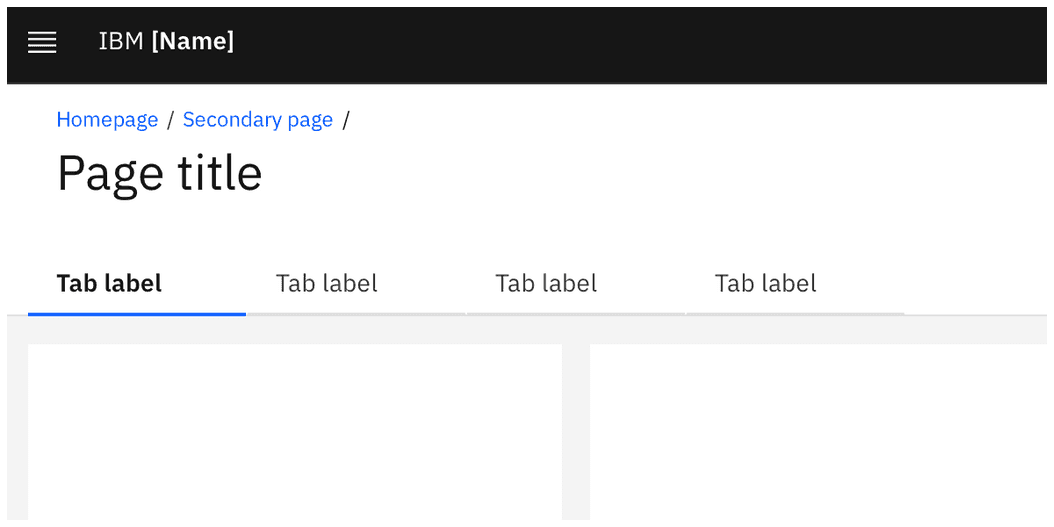 IBM [Name]
Homepage / Secondary page /
Page title
Tab label Tab label Tab label Tab label